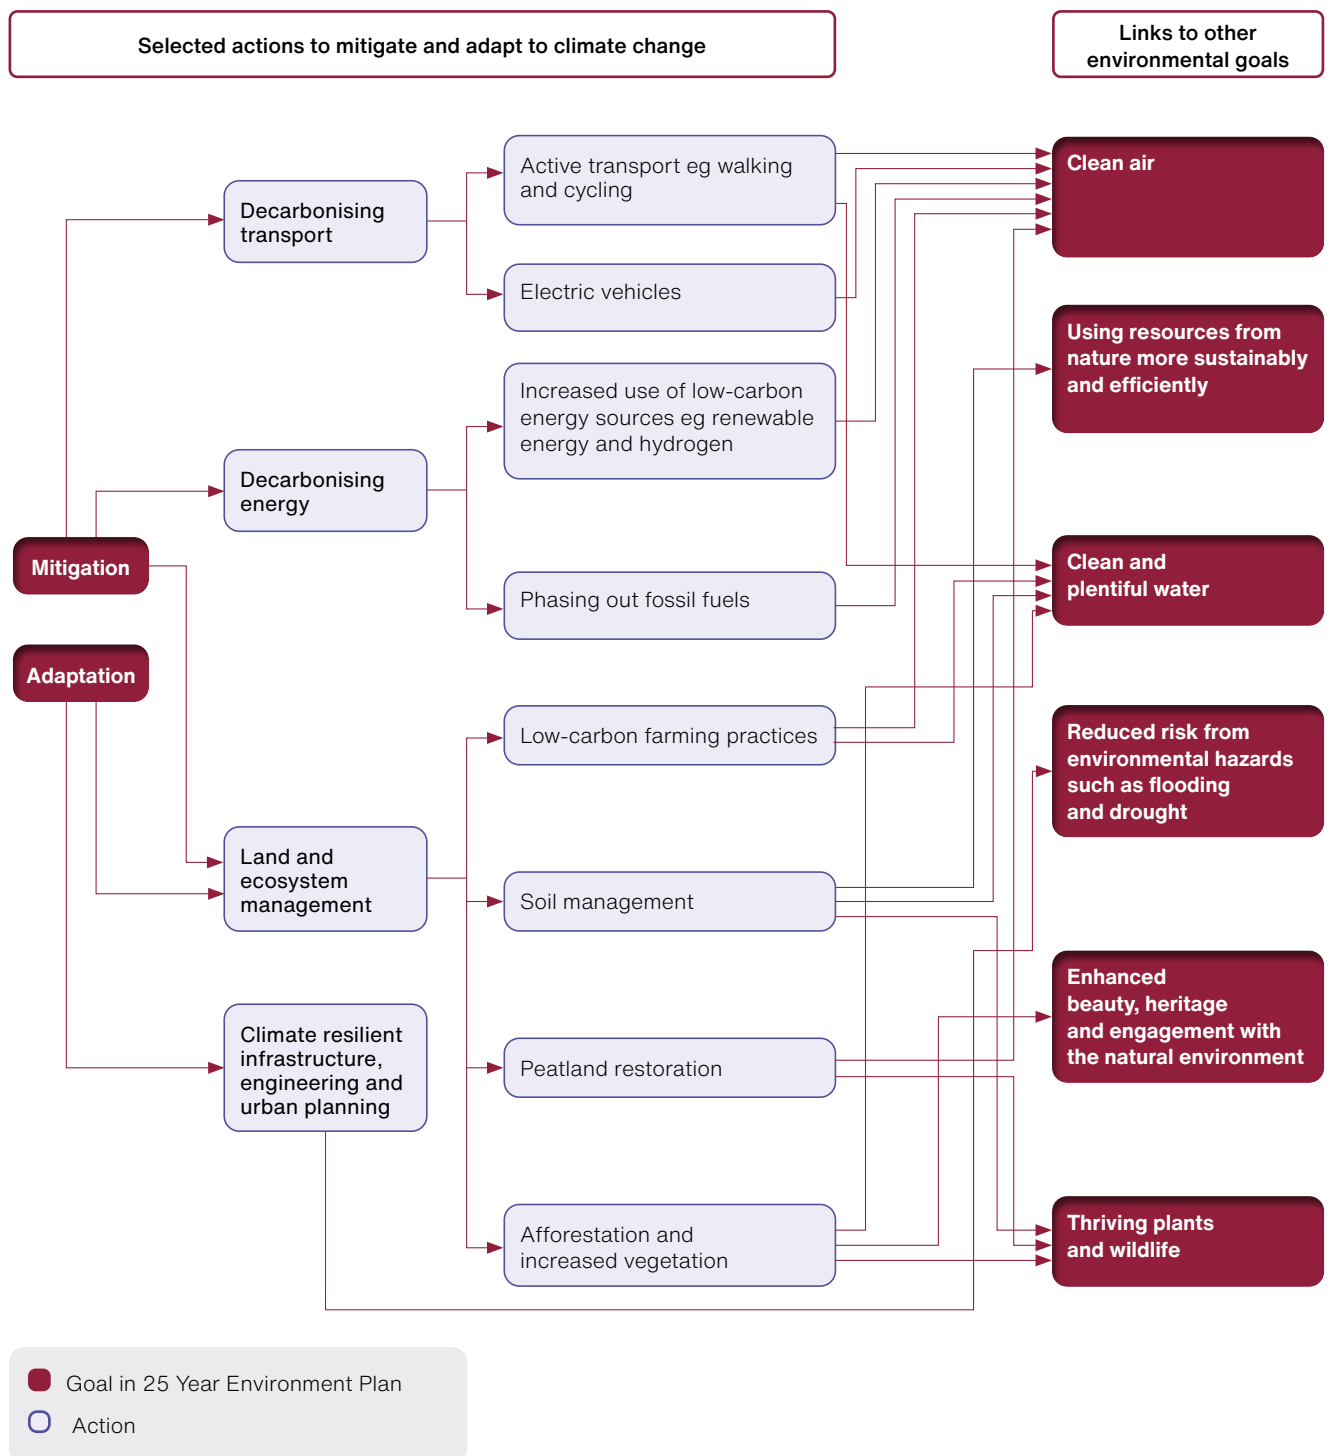 Selected actions to mitigate and adapt to climate change
Links to other
environmental goals
Mitigation
Adaptation
Decarbonising
transport
Decarbonising
energy
Land and
ecosystem
management
Climate resilient
infrastructure,
engineering and
urban planning
Active transport eg walking
and cycling
Electric vehicles
Increased use of low-carbon
energy sources eg renewable
energy and hydrogen
Phasing out fossil fuels
Low-carbon farming practices
Soil management
Peatland restoration
Afforestation and
increased vegetation
Clean air
Using resources from
nature more sustainably
and efficiently
Clean and
plentiful water
Reduced risk from
environmental hazards
such as flooding
and drought
Enhanced
beauty, heritage
and engagement with
the natural environment
Thriving plants
and wildlife
Goal in 25 Year Environment Plan
Action